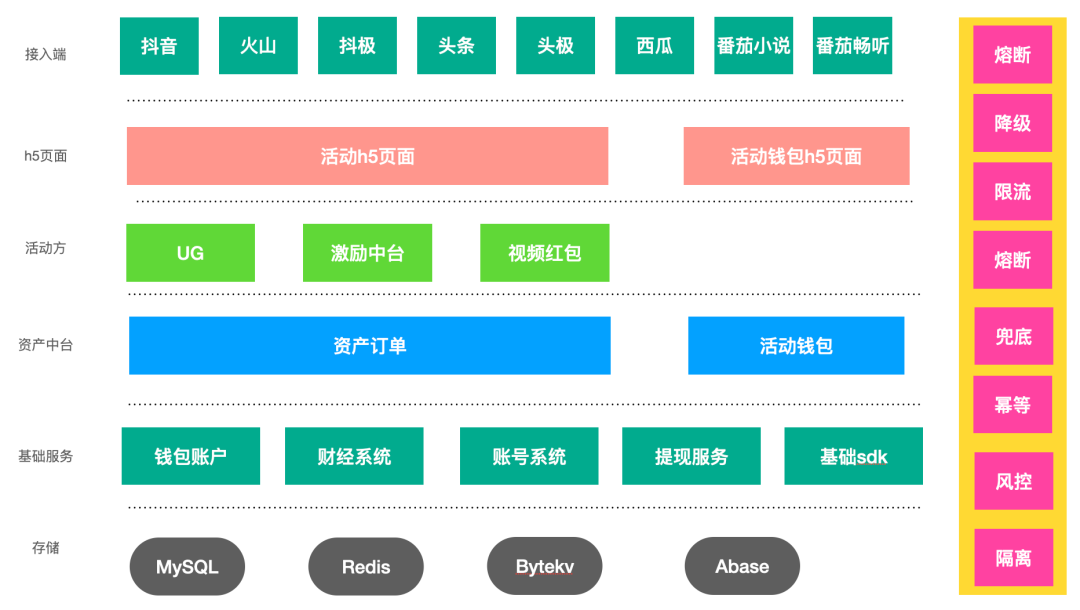 接入端
抖音
火山
抖极
头条
头极
西瓜
番茄小说
番茄畅听
h5页面
活动h5页面
活动钱包h5页面
活动方
UG
激励中台
视频红包
资产中台
资产订单
活动钱包
基础服务
钱包账户
财经系统
账号系统
提现服务
基础sdk
存储
MySQL
Redis
Bytekv
Abase
熔断
降级
限流
熔断
兜底
幂等
风控
隔离